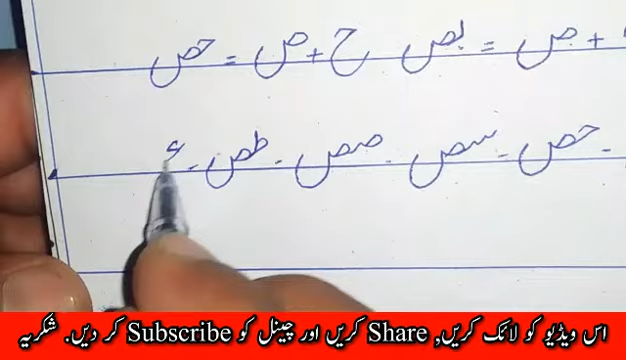 + ص = بص ح + ص = حص
۔ حص ۔ سص ۔ صص ۔ طص ۔ ء
اس ویڈیو کو لائک کریں, Share کریں اور چینل کو Subscribe کر دیں. شکریہ